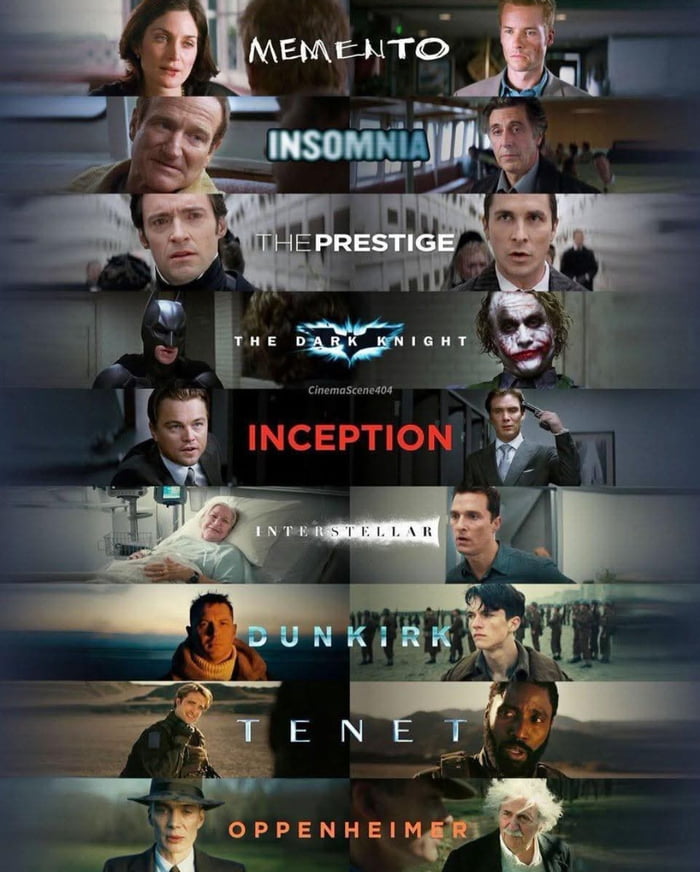 MEMENTO
INSOMNIA
THE PRESTIGE
THE DARK KNIGHT
CinemaScene404
INCEPTION
INTERSTELLAR
DUNKIRK
TENET
OPPENHEIMER